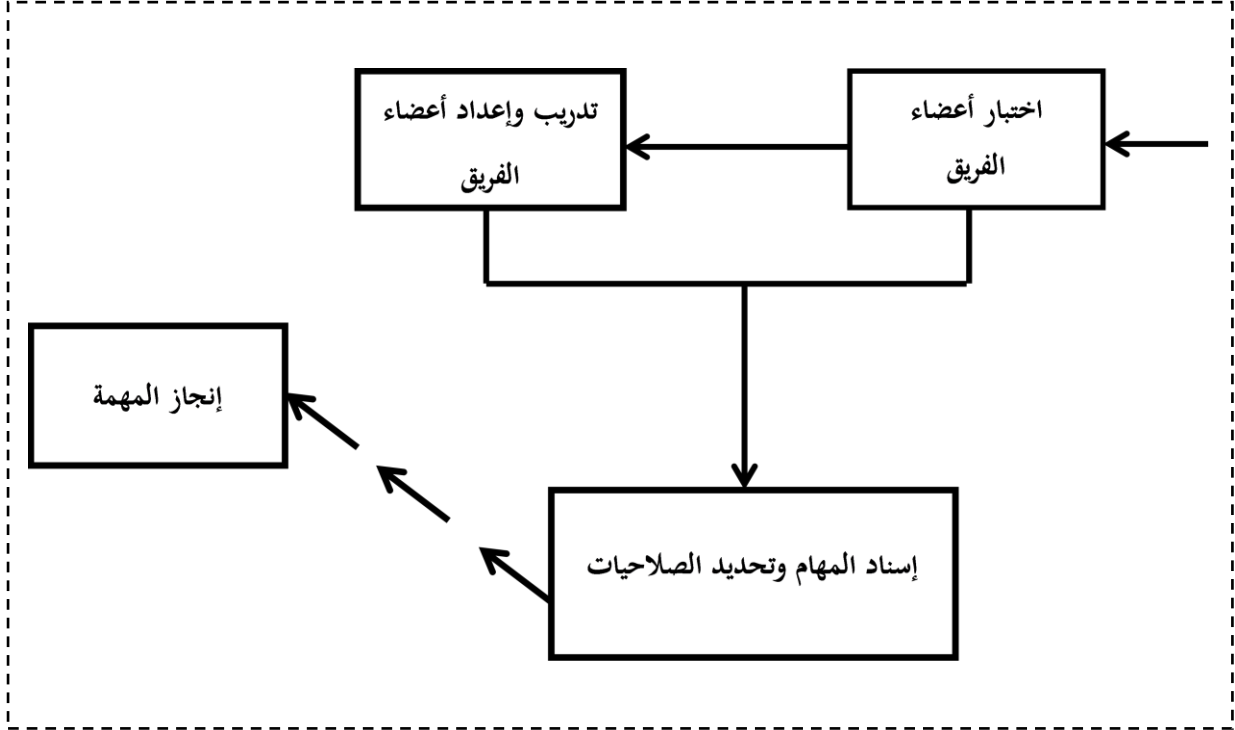 اختبار أعضاء
الفريق
تدريب وإعداد أعضاء
الفريق
إنجاز المهمة
إسناد المهام وتحديد الصلاحيات